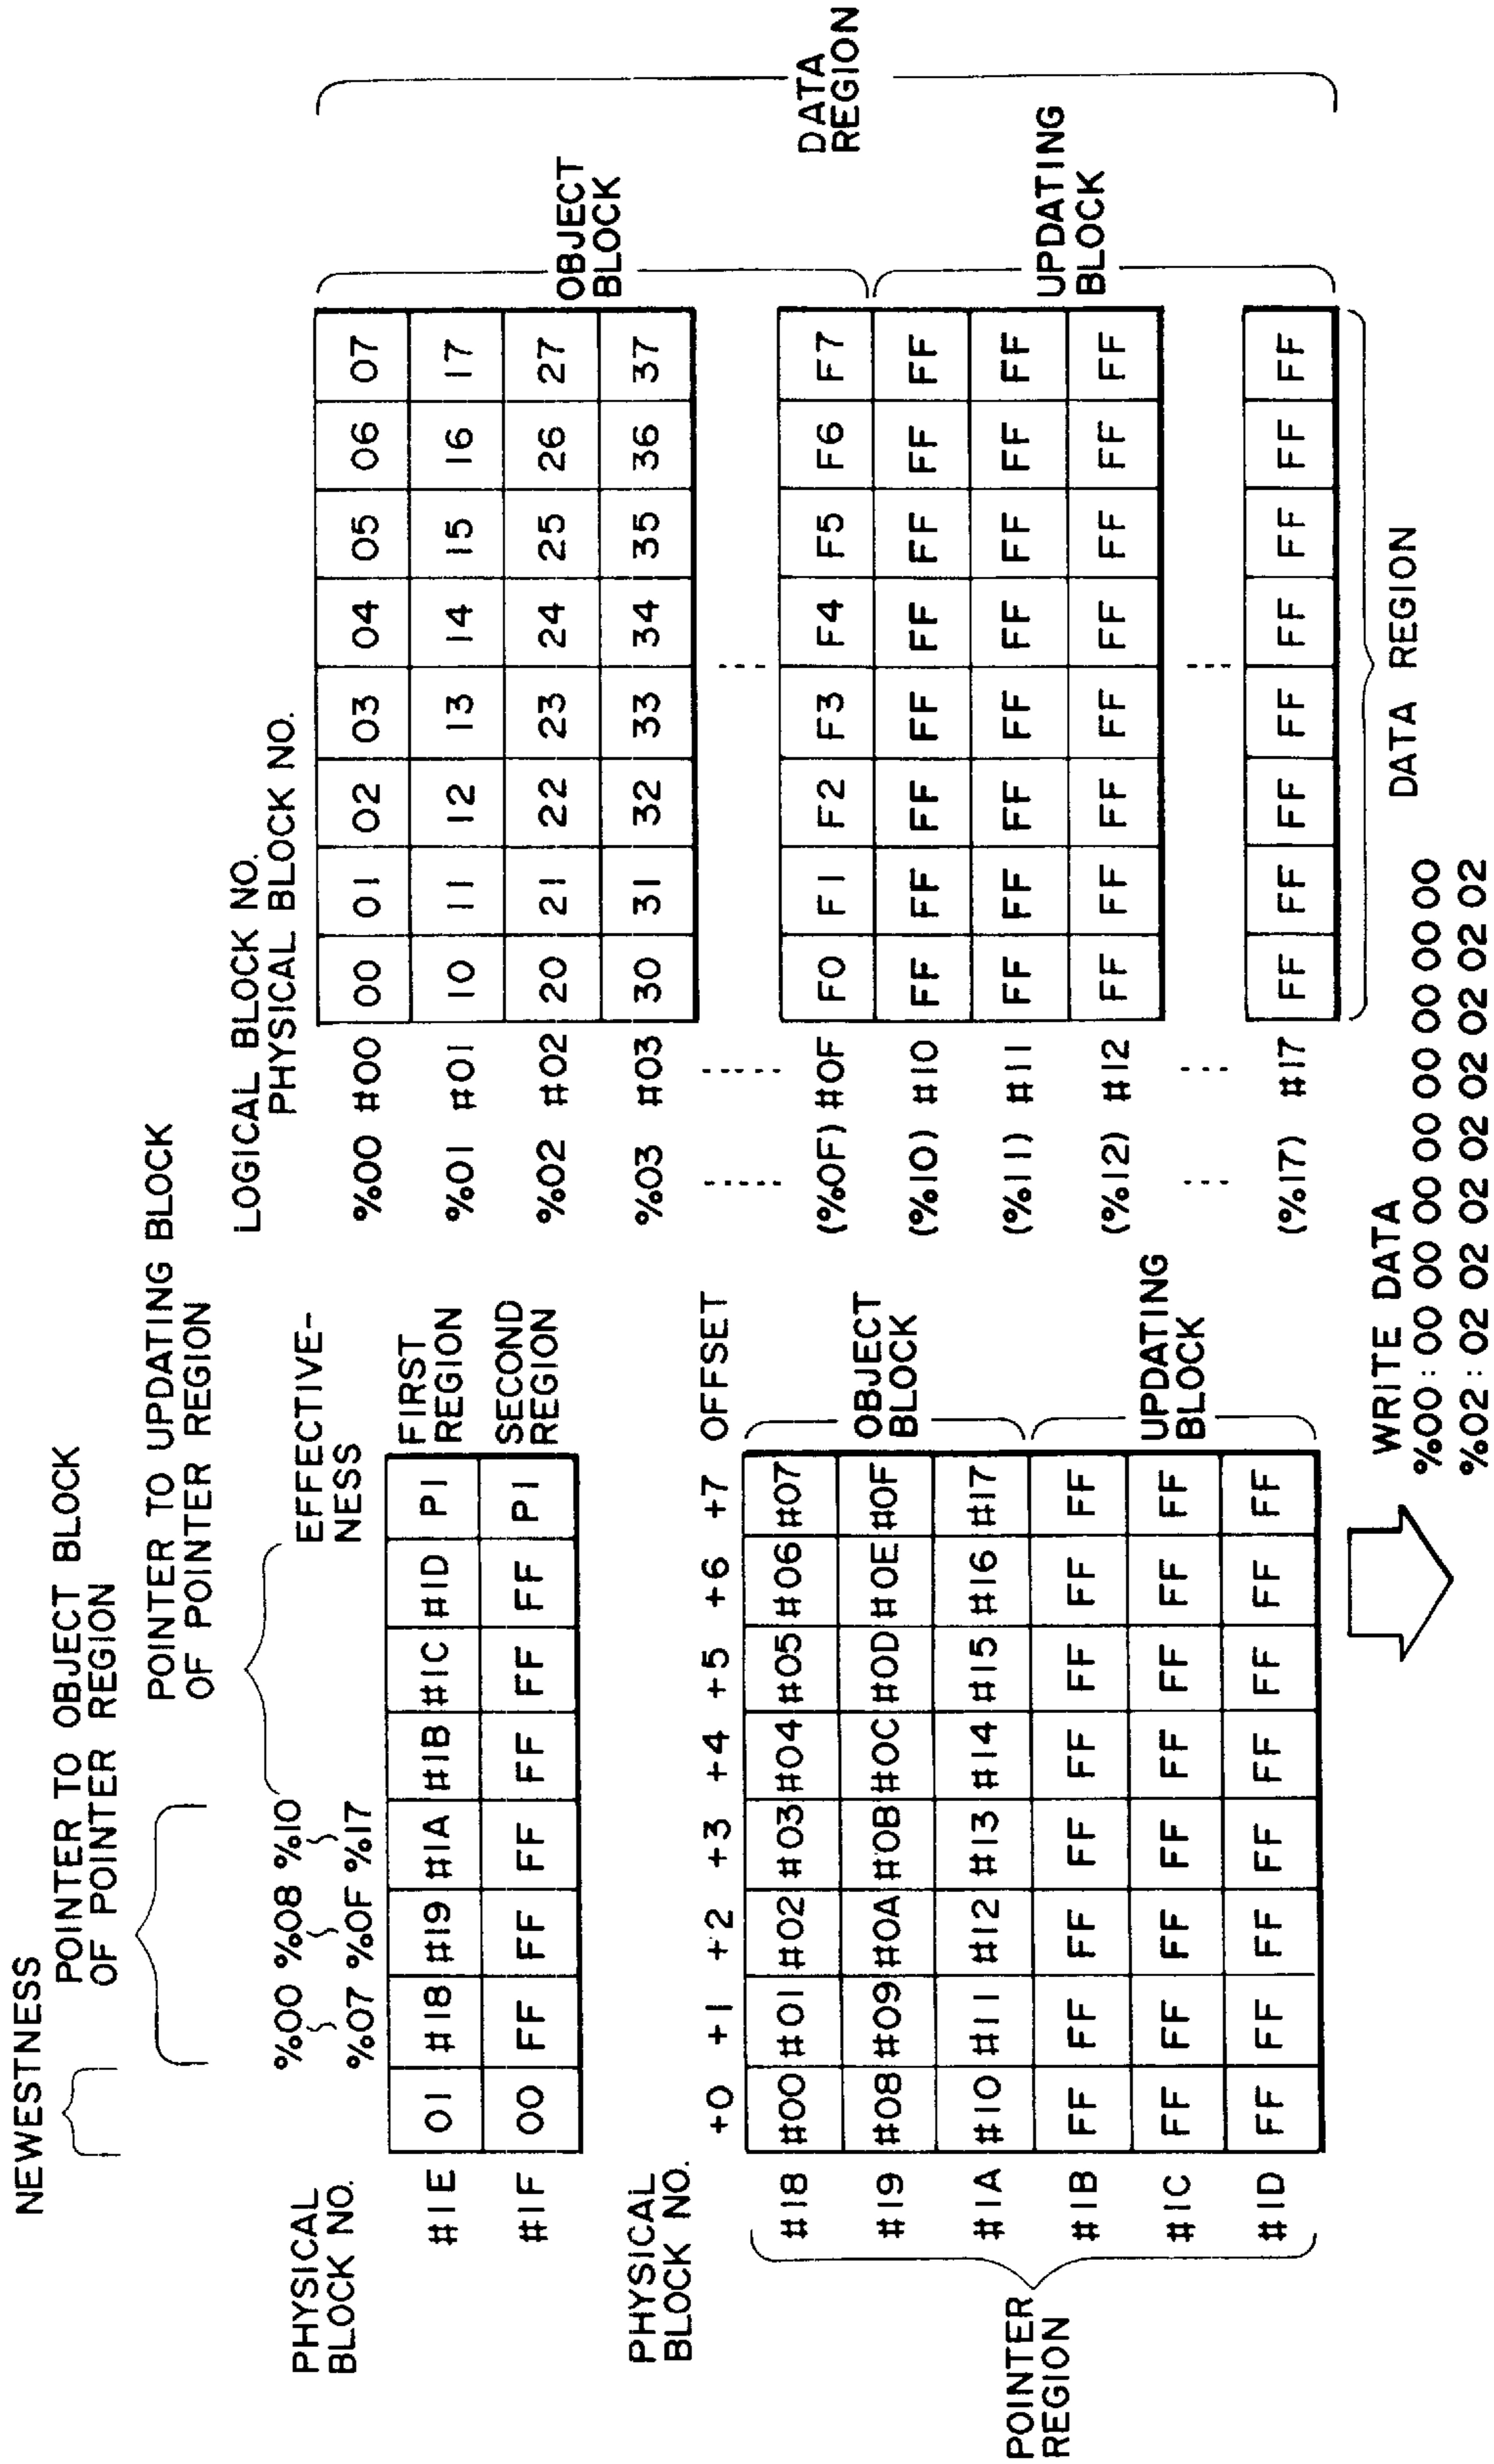 NEWESTNESS
POINTER TO OBJECT BLOCK
OF POINTER REGION
POINTER TO UPDATING BLOCK
OF POINTER REGION
%00 %08 %10
%07 %0F %17
EFFECTIVE-
NESS
PHYSICAL
BLOCK NO.
#1E 01 #18 #19 #1A #1B #1C #1D P1 FIRST
REGION
#1F 00 FF FF FF FF FF FF P1 SECOND
REGION
PHYSICAL
BLOCK NO.
+0 +1 +2 +3 +4 +5 +6 +7 OFFSET
#18 #00 #01 #02 #03 #04 #05 #06 #07
#19 #08 #09 #0A #0B #0C #0D #0E #0F
#1A #10 #11 #12 #13 #14 #15 #16 #17
#1B FF FF FF FF FF FF FF FF
#1C FF FF FF FF FF FF FF FF
#1D FF FF FF FF FF FF FF FF
POINTER
REGION
OBJECT
BLOCK
UPDATING
BLOCK
LOGICAL BLOCK NO.
PHYSICAL BLOCK NO.
%00 #00 00 01 02 03 04 05 06 07
%01 #01 10 11 12 13 14 15 16 17
%02 #02 20 21 22 23 24 25 26 27
%03 #03 30 31 32 33 34 35 36 37
(%0F) #0F F0 F1 F2 F3 F4 F5 F6 F7
(%10) #10 FF FF FF FF FF FF FF FF
(%11) #11 FF FF FF FF FF FF FF FF
(%12) #12 FF FF FF FF FF FF FF FF
(%17) #17 FF FF FF FF FF FF FF FF
OBJECT
BLOCK
UPDATING
BLOCK
DATA
REGION
DATA REGION
WRITE DATA
%00:00 00 00 00 00 00 00 00
%02:02 02 02 02 02 02 02 02